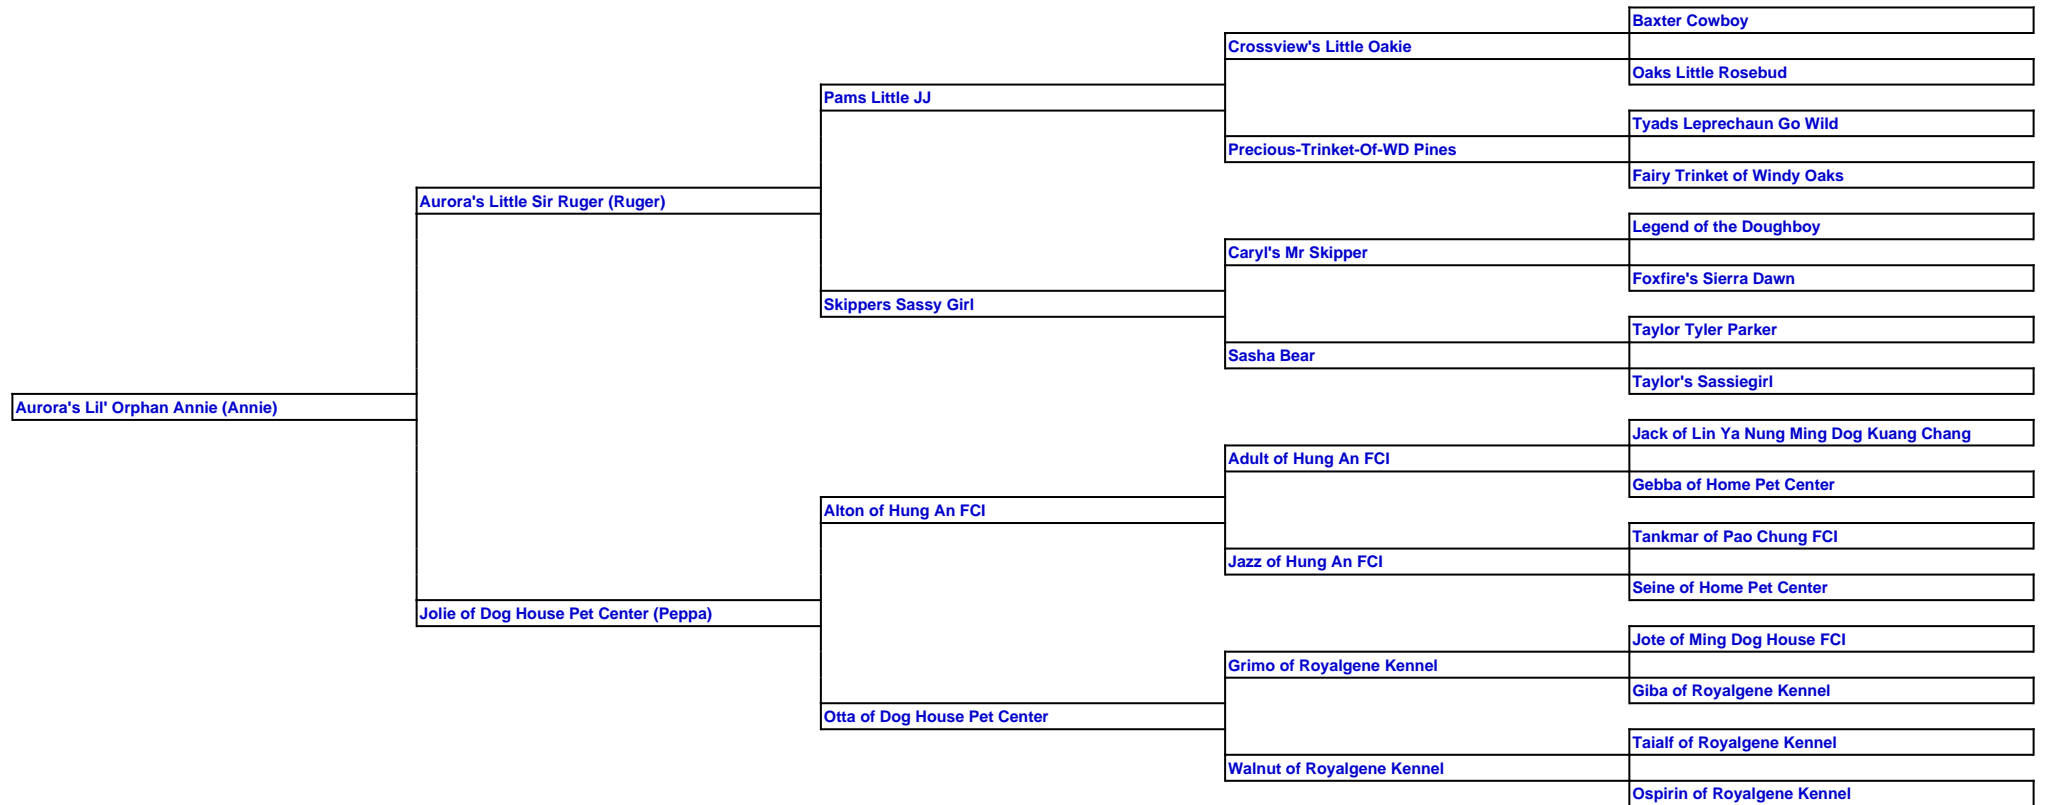 Baxter Cowboy
Crossview's Little Oakie
Oaks Little Rosebud
Pams Little JJ
Tyads Leprechaun Go Wild
Precious-Trinket-Of-WD Pines
Fairy Trinket of Windy Oaks
Aurora's Little Sir Ruger (Ruger)
Legend of the Doughboy
Caryl's Mr Skipper
Foxfire's Sierra Dawn
Skippers Sassy Girl
Taylor Tyler Parker
Sasha Bear
Taylor's Sassiegirl
Aurora's Lil' Orphan Annie (Annie)
Jack of Lin Ya Nung Ming Dog Kuang Chang
Adult of Hung An FCI
Gebba of Home Pet Center
Alton of Hung An FCI
Tankmar of Pao Chung FCI
Jazz of Hung An FCI
Seine of Home Pet Center
Jolie of Dog House Pet Center (Peppa)
Jote of Ming Dog House FCI
Grimo of Royalgene Kennel
Giba of Royalgene Kennel
Otta of Dog House Pet Center
Taialf of Royalgene Kennel
Walnut of Royalgene Kennel
Ospirin of Royalgene Kennel